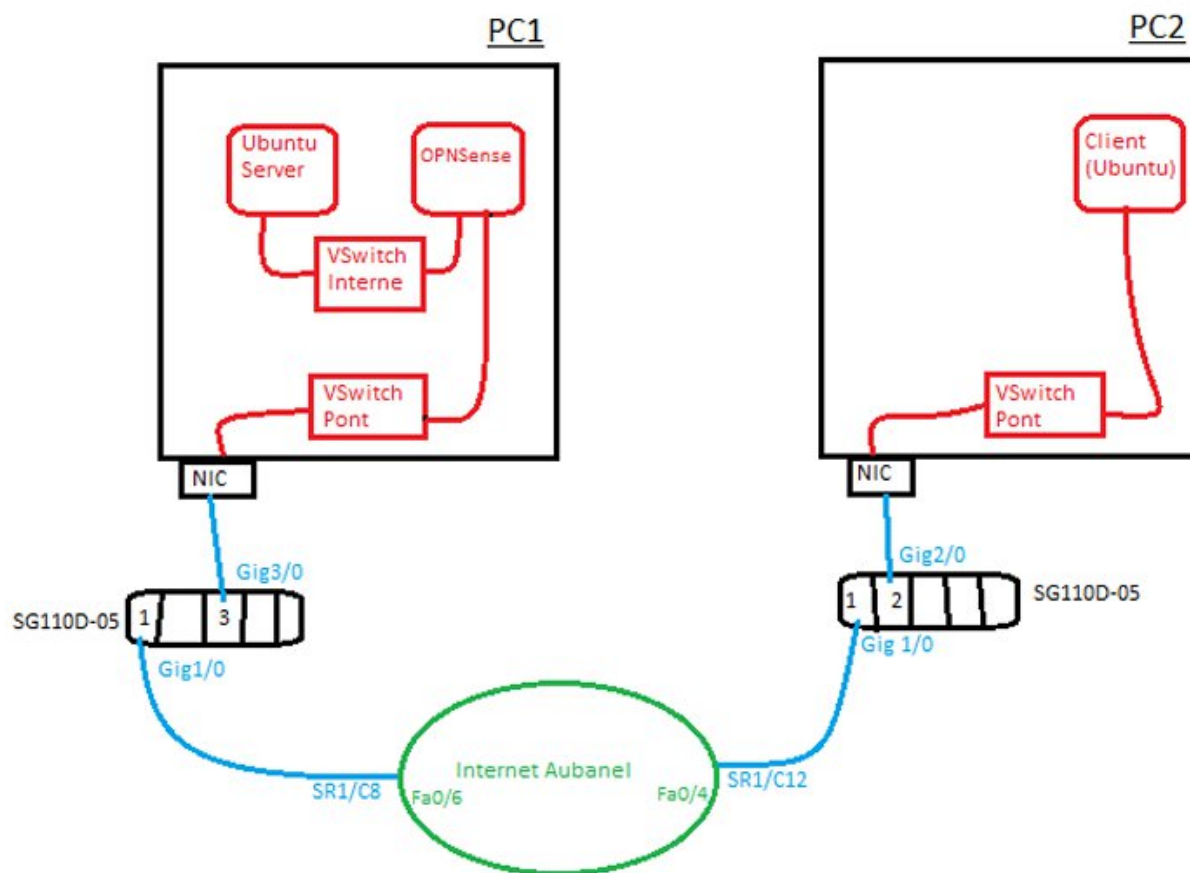 PC1
PC2
Ubuntu
Server
OPNSense
Client
(Ubuntu)
VSwitch
Interne
VSwitch
Pont
VSwitch
Pont
NIC
NIC
Gig3/0
Gig2/0
SG110D-05
1
3
1
2
SG110D-05
Gig1/0
Gig 1/0
Internet Aubanel
SR1/C8
Fa0/6
Fa0/4
SR1/C12